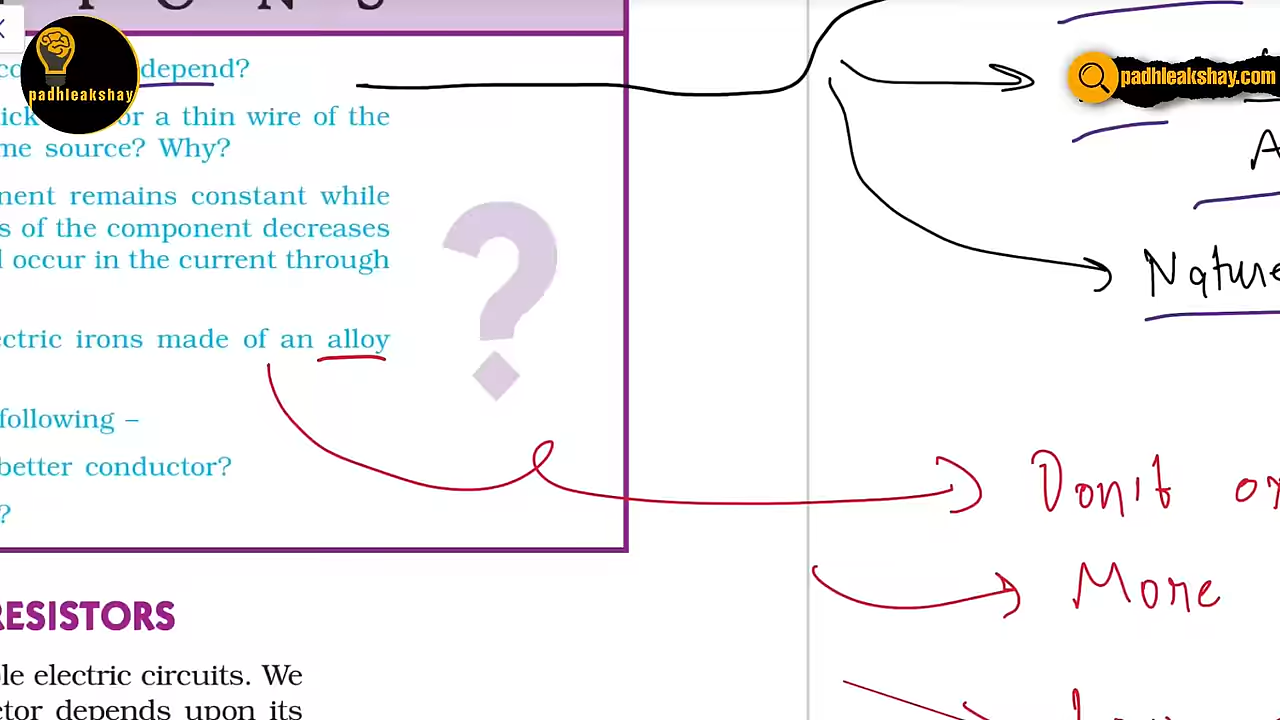 T I O N S
depend?
or a thin wire of the
me source? Why?
nent remains constant while
s of the component decreases
occur in the current through
ectric irons made of an alloy
following –
better conductor?
?
RESISTORS
le electric circuits. We
ctor depends upon its
padhleakshay
padhleakshay.com
A
Nature
Don't ox
More